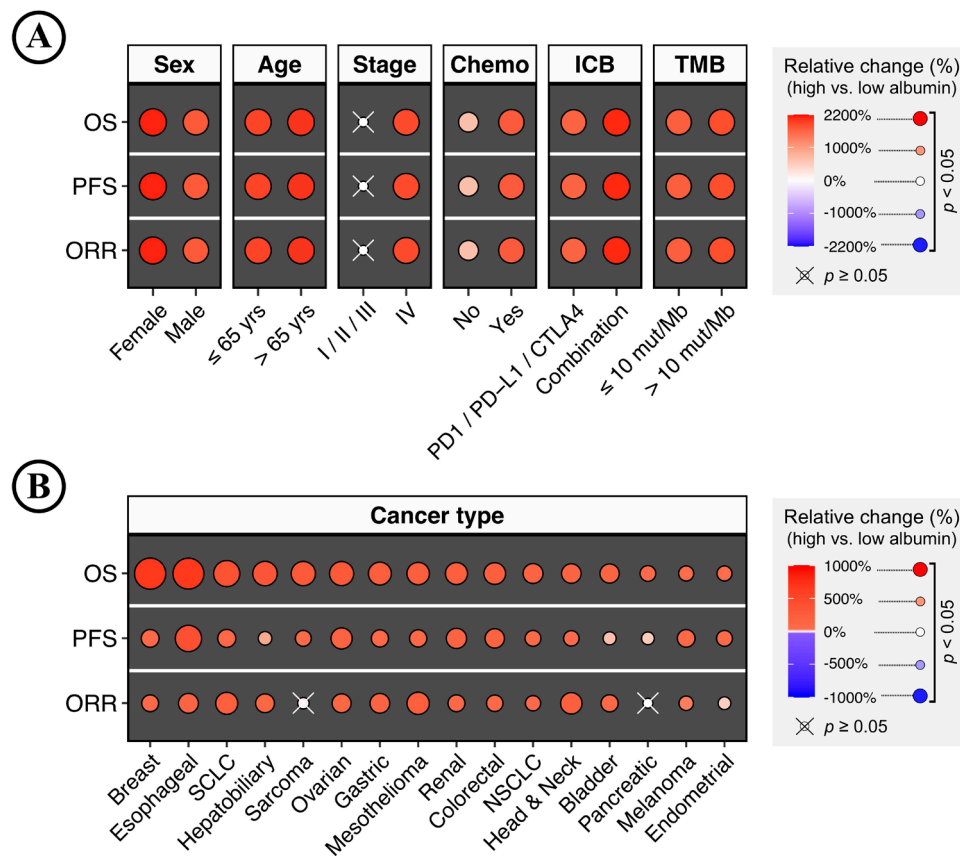 A
Sex Age Stage Chemo ICB TMB
OS
PFS
ORR
Female Male ≤ 65 yrs > 65 yrs I / II / III IV No Yes PD1 / PD–L1 / CTLA4 Combination ≤ 10 mut/Mb > 10 mut/Mb
Relative change (%)
(high vs. low albumin)
2200%
1000%
0%
-1000%
-2200%
p < 0.05
p ≥ 0.05
B
Cancer type
OS
PFS
ORR
Breast Esophageal SCLC Hepatobiliary Sarcoma Ovarian Gastric Mesothelioma Renal Colorectal NSCLC Head & Neck Bladder Pancreatic Melanoma Endometrial
Relative change (%)
(high vs. low albumin)
1000%
500%
0%
-500%
-1000%
p < 0.05
p ≥ 0.05